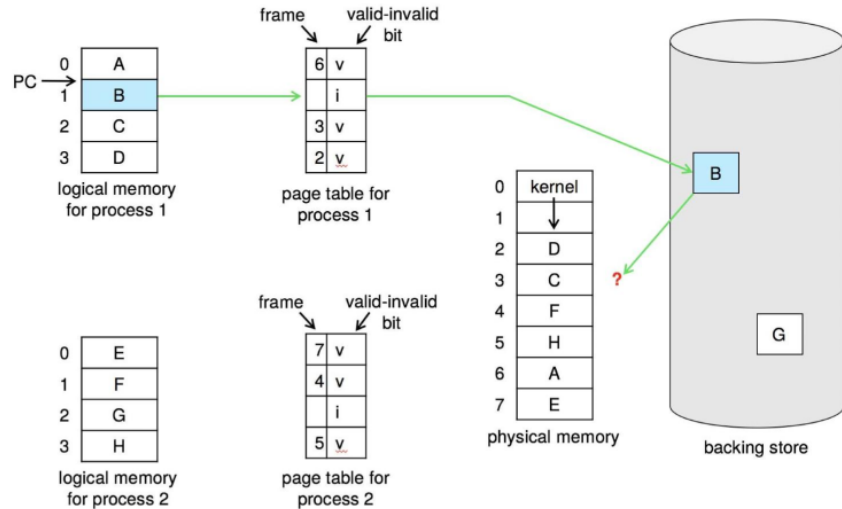 frame valid-invalid
bit
0 A
PC
1 B
2 C
3 D
6 v
i
3 v
2 v
logical memory
for process 1
page table for
process 1
0 kernel
1
2 D
3 C
4 F
5 H
6 A
7 E
physical memory
B
?
G
backing store
frame valid-invalid
bit
0 E
1 F
2 G
3 H
7 v
4 v
i
5 v
logical memory
for process 2
page table for
process 2